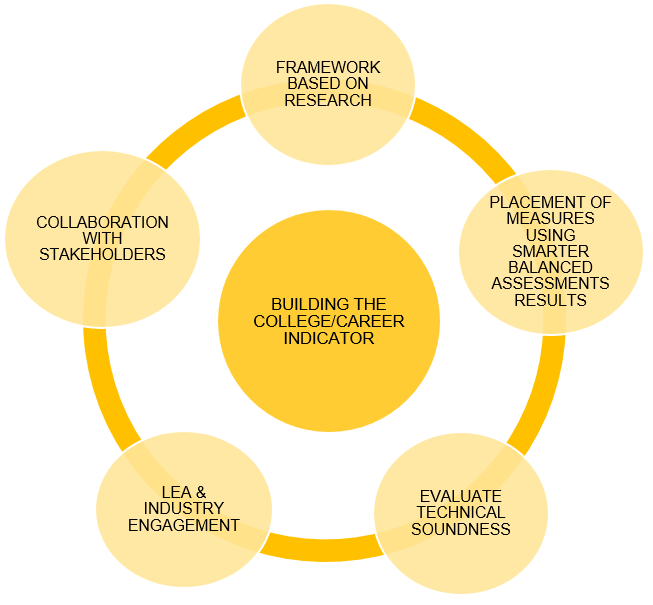 FRAMEWORK
BASED ON
RESEARCH
PLACEMENT OF
MEASURES
USING
SMARTER
BALANCED
ASSESSMENTS
RESULTS
EVALUATE
TECHNICAL
SOUNDNESS
LEA &
INDUSTRY
ENGAGEMENT
COLLABORATION
WITH
STAKEHOLDERS
BUILDING THE
COLLEGE/CAREER
INDICATOR